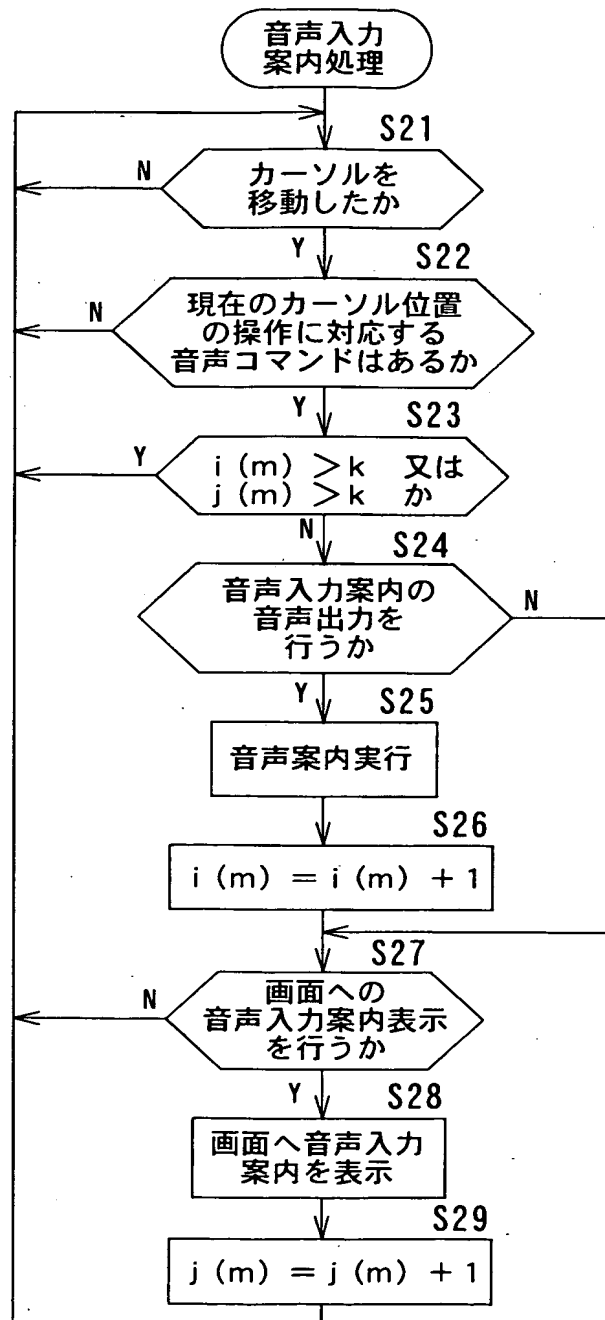 音声入力
案内処理
S21
N
カーソルを
移動したか
Y
S22
N
現在のカーソル位置
の操作に対応する
音声コマンドはあるか
Y
S23
Y
i (m) ＞k 又は
j (m) ＞k か
N
S24
音声入力案内の
音声出力を
行うか
N
Y
S25
音声案内実行
S26
i (m) ＝ i (m) ＋1
S27
N
画面への
音声入力案内表示
を行うか
Y
S28
画面へ音声入力
案内を表示
S29
j (m) ＝ j (m) ＋1